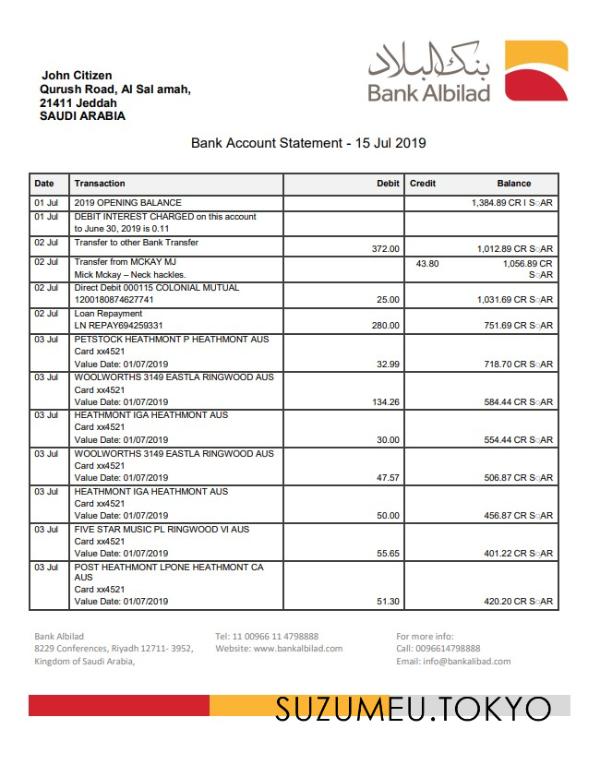 بنك البلاد
Bank Albilad
John Citizen
Qurush Road, Al Sal amah,
21411 Jeddah
SAUDI ARABIA
Bank Account Statement - 15 Jul 2019
Date Transaction Debit Credit Balance
01 Jul 2019 OPENING BALANCE 1,384.89 CR I S AR
01 Jul DEBIT INTEREST CHARGED on this account
to June 30, 2019 is 0.11
02 Jul Transfer to other Bank Transfer
372.00 1,012.89 CR S AR
02 Jul Transfer from MCKAY MJ 43.80 1,056.89 CR
Mick Mckay – Neck hackles. S AR
02 Jul Direct Debit 000115 COLONIAL MUTUAL
1200180874627741 25.00 1,031.69 CR S AR
02 Jul Loan Repayment
LN REPAY694259331 280.00 751.69 CR S AR
03 Jul PETSTOCK HEATHMONT P HEATHMONT AUS
Card xx4521
Value Date: 01/07/2019 32.99 718.70 CR S AR
03 Jul WOOLWORTHS 3149 EASTLA RINGWOOD AUS
Card xx4521
Value Date: 01/07/2019 134.26 584.44 CR S AR
03 Jul HEATHMONT IGA HEATHMONT AUS
Card xx4521
Value Date: 01/07/2019 30.00 554.44 CR S AR
03 Jul WOOLWORTHS 3149 EASTLA RINGWOOD AUS
Card xx4521
Value Date: 01/07/2019 47.57 506.87 CR S AR
03 Jul HEATHMONT IGA HEATHMONT AUS
Card xx4521
Value Date: 01/07/2019 50.00 456.87 CR S AR
03 Jul FIVE STAR MUSIC PL RINGWOOD VI AUS
Card xx4521
Value Date: 01/07/2019 55.65 401.22 CR S AR
03 Jul POST HEATHMONT LPONE HEATHMONT CA
AUS
Card xx4521
Value Date: 01/07/2019 51.30 420.20 CR S AR
Bank Albilad Tel: 11 00966 11 4798888 For more info:
8229 Conferences, Riyadh 12711- 3952, Website: www.bankalbilad.com Call: 0096614798888
Kingdom of Saudi Arabia, Email: info@bankalibad.com
SUZUMEU.TOKYO